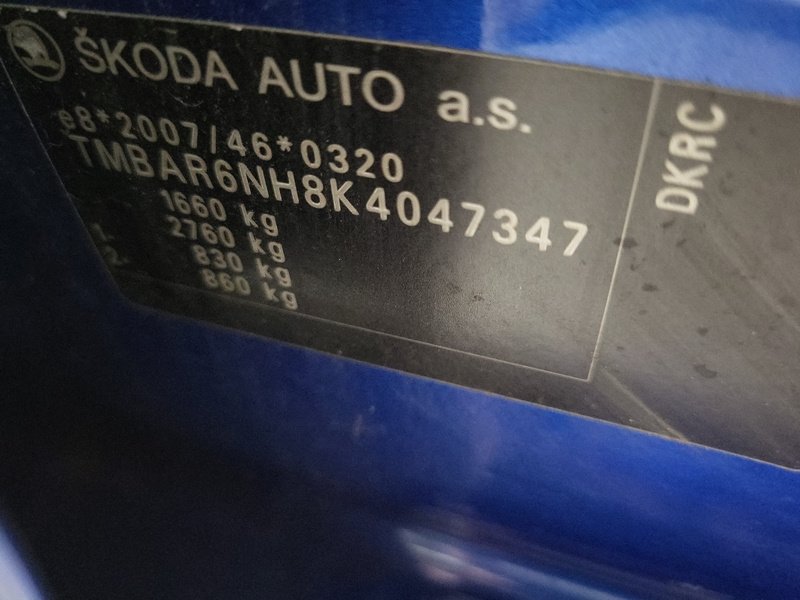 ŠKODA AUTO a.s.
e8*2007/46*0320
TMBAR6NH8K4047347
1660 kg
2760 kg
1. 830 kg
2. 860 kg
DKRC